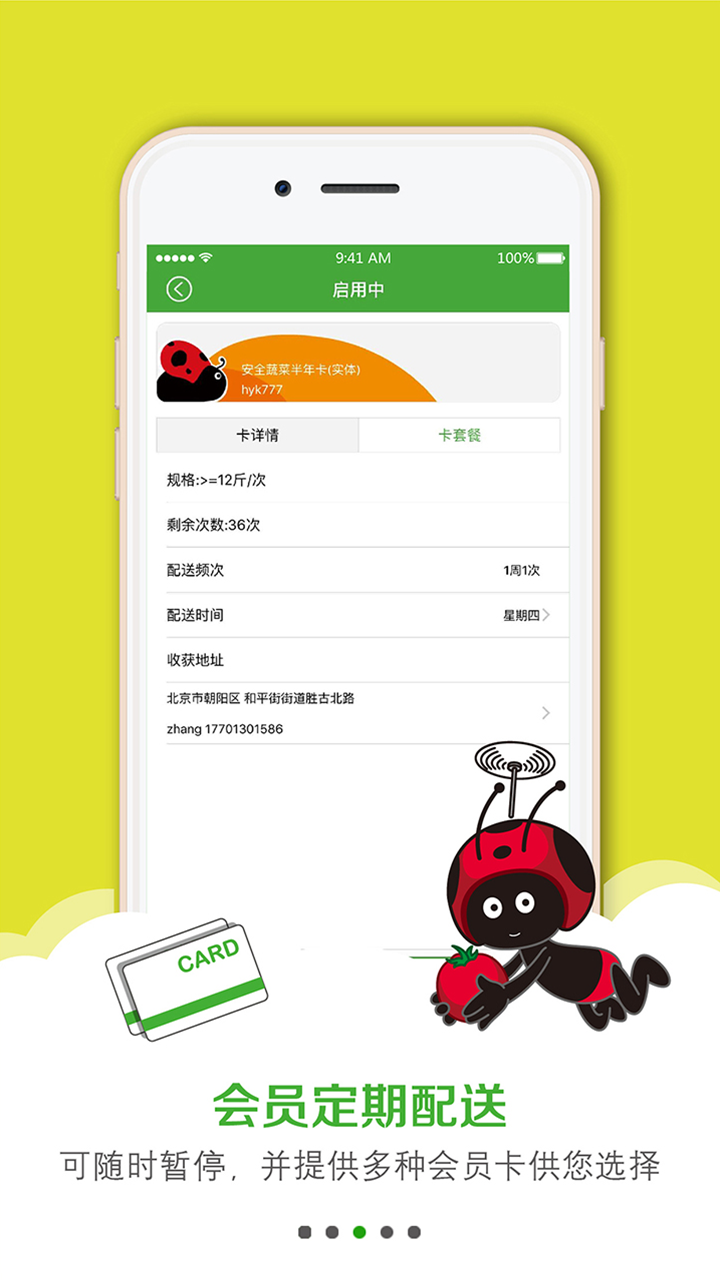 9:41 AM
100%
启用中
安全蔬菜半年卡(实体)
hyk777
卡详情
卡套餐
规格:>=12斤/次
剩余次数:36次
配送频次
1周1次
配送时间
星期四
收获地址
北京市朝阳区 和平街街道胜古北路
zhang 17701301586
CARD
会员定期配送
可随时暂停，并提供多种会员卡供您选择